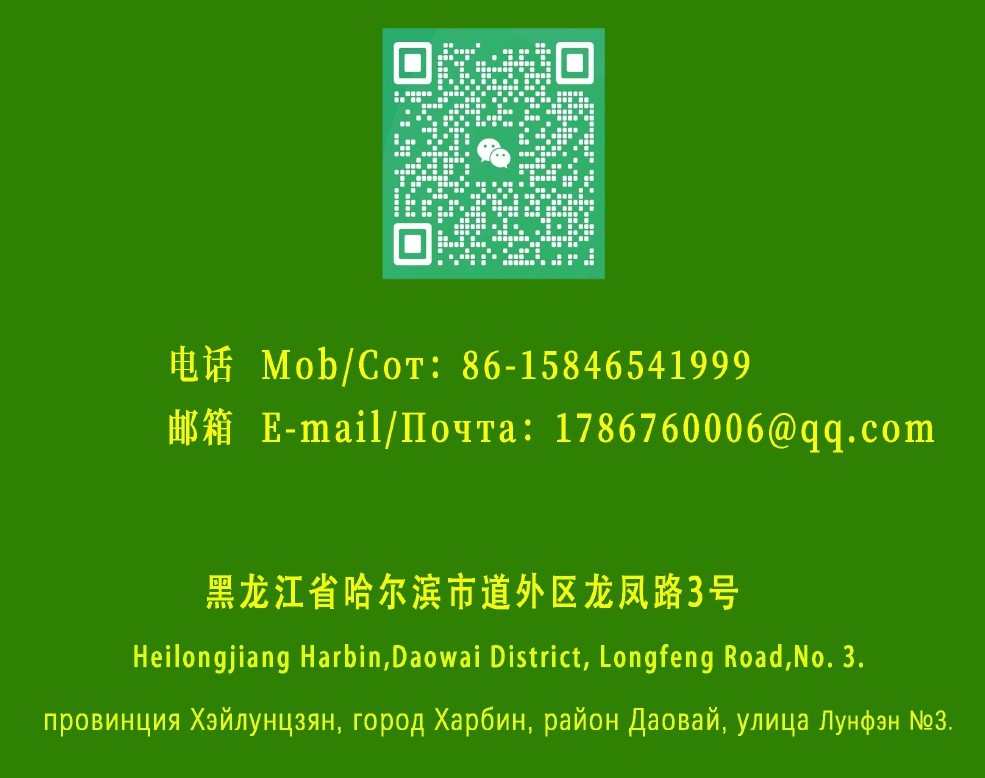 电话 Mob/Сот: 86-15846541999
邮箱 E-mail/Почта: 1786760006@qq.com
黑龙江省哈尔滨市道外区龙凤路3号
Heilongjiang Harbin,Daowai District, Longfeng Road,No. 3.
провинция Хэйлунцзян, город Харбин, район Даовай, улица Лунфэн №3.